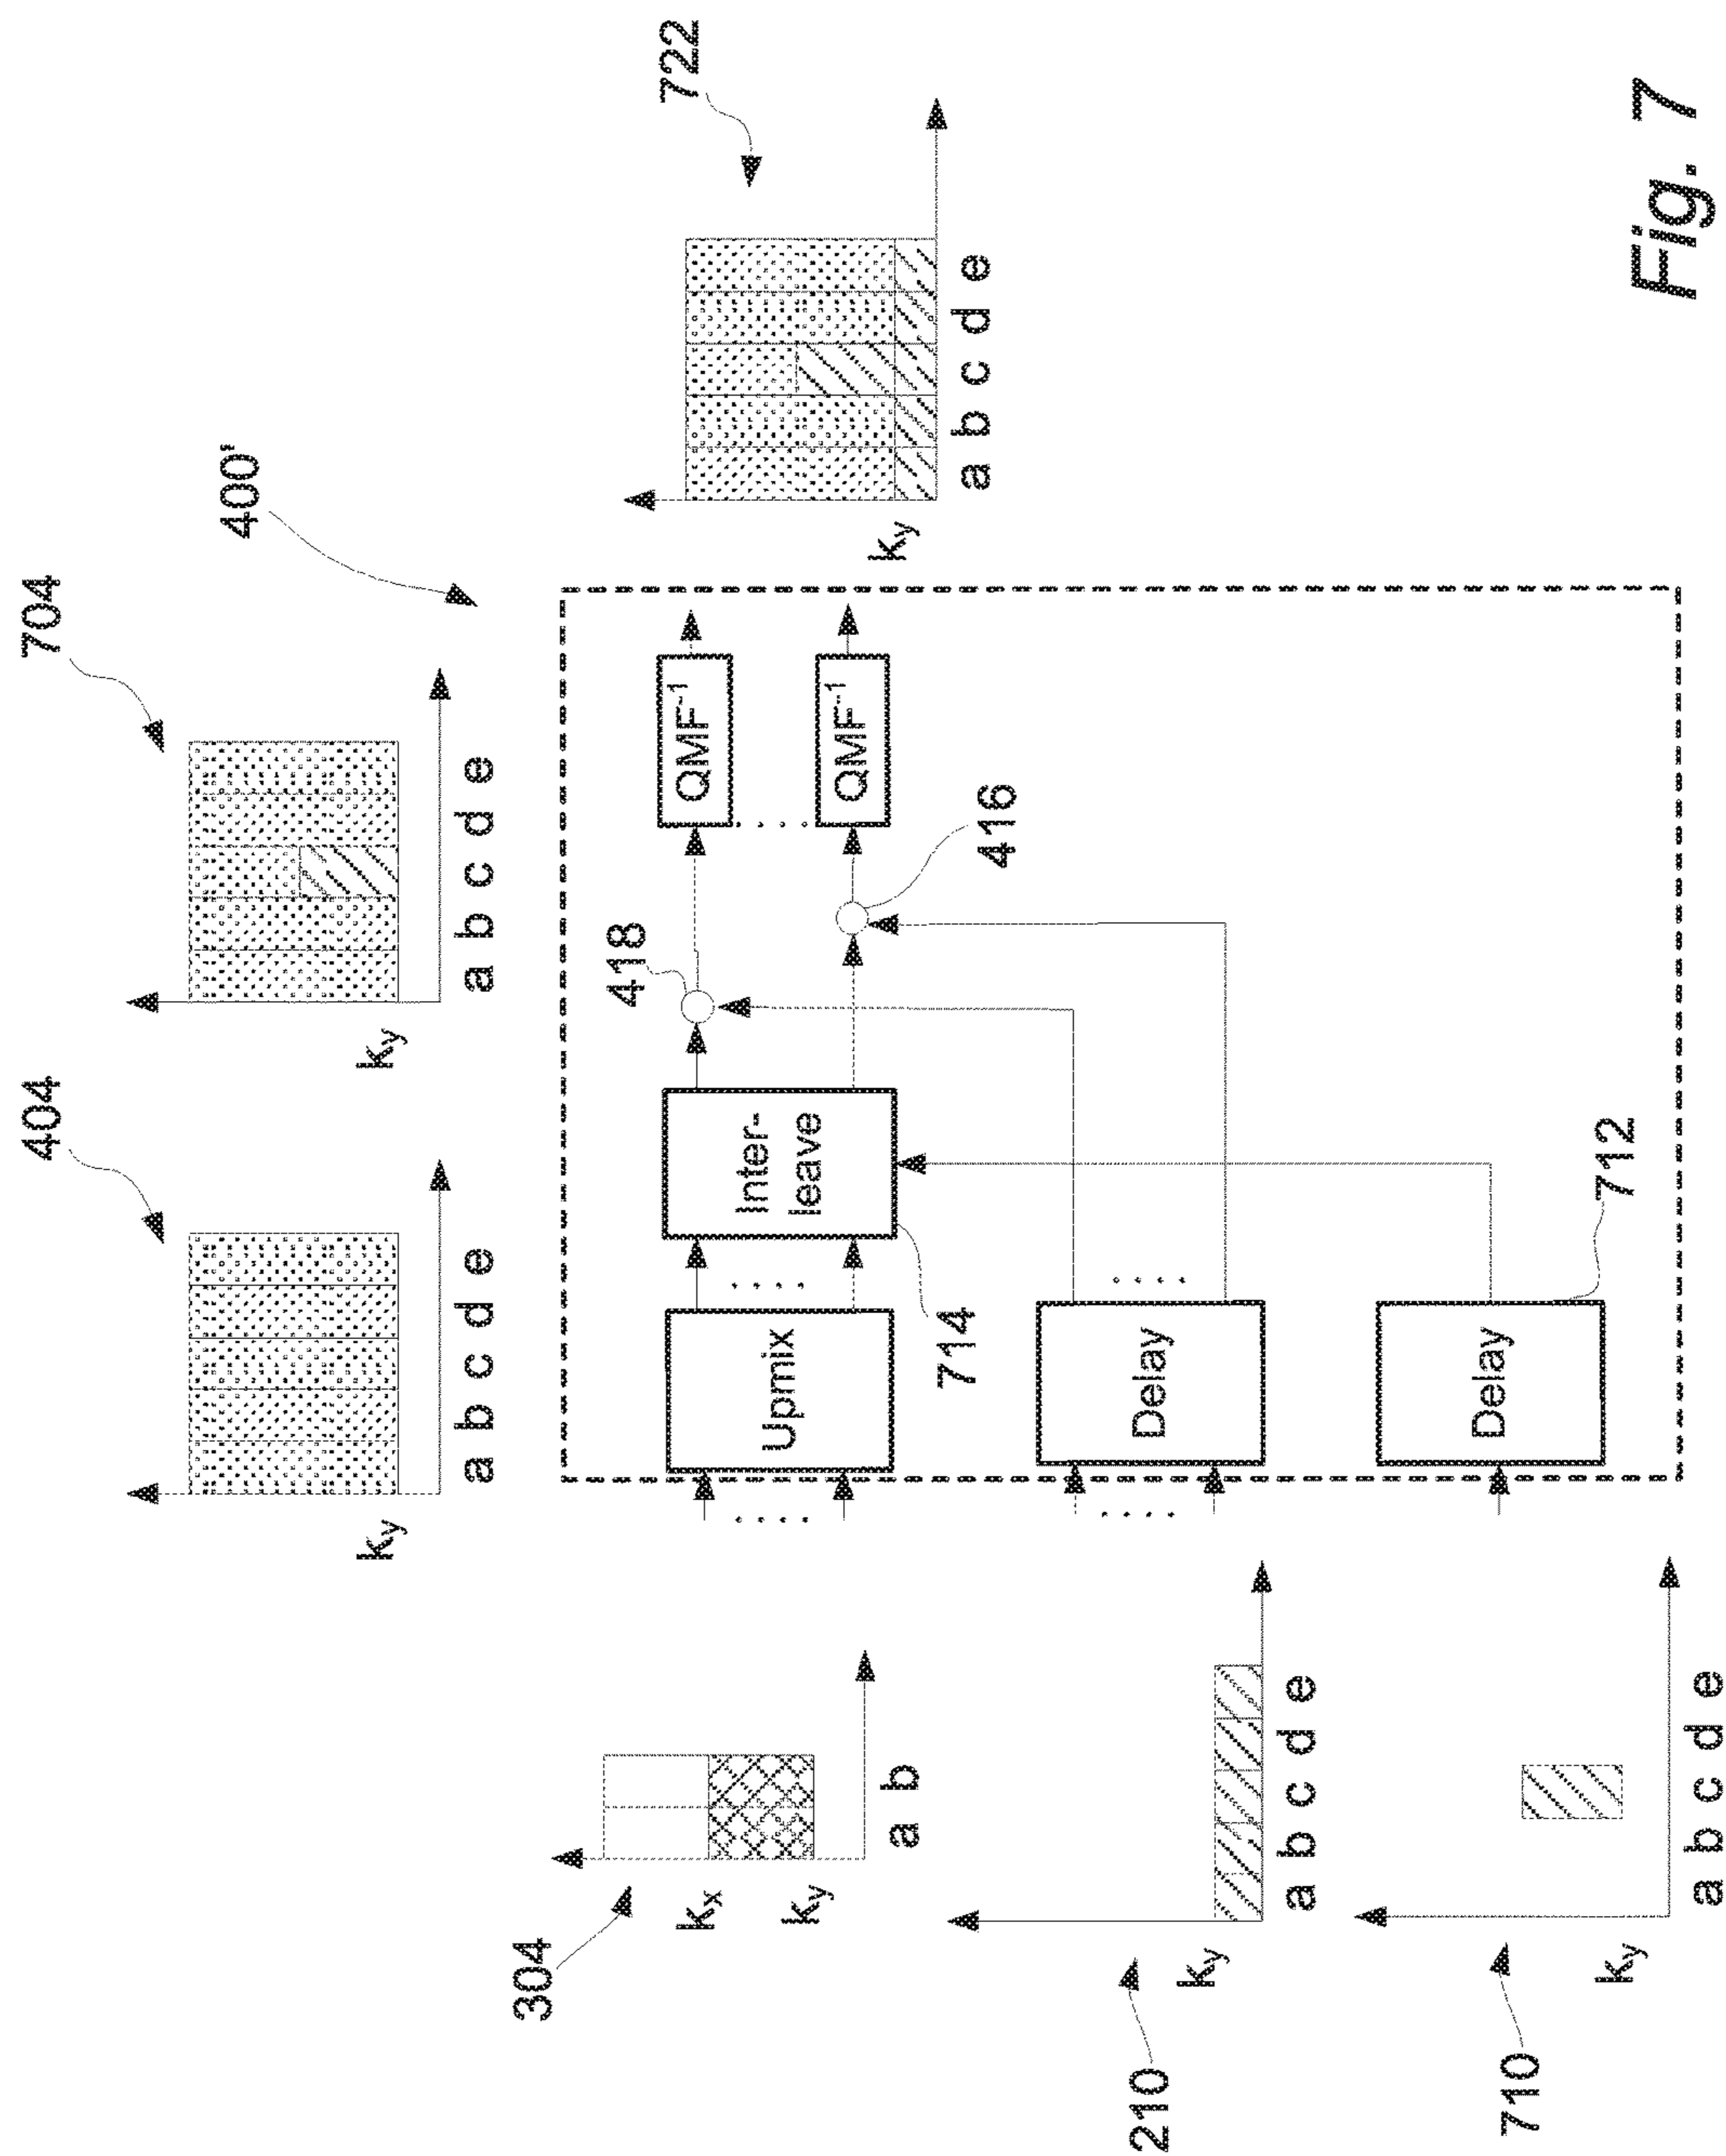 404
704
400'
k_y
a b c d e
k_y
a b c d e
304
k_x
k_y
a b
Upmix
714
Inter-
leave
418
416
QMF⁻¹
QMF⁻¹
. . . .
. . . .
. . . .
722
k_y
a b c d e
210
k_y
a b c d e
. . . .
Delay
. . . .
710
k_y
a b c d e
Delay
712
Fig. 7